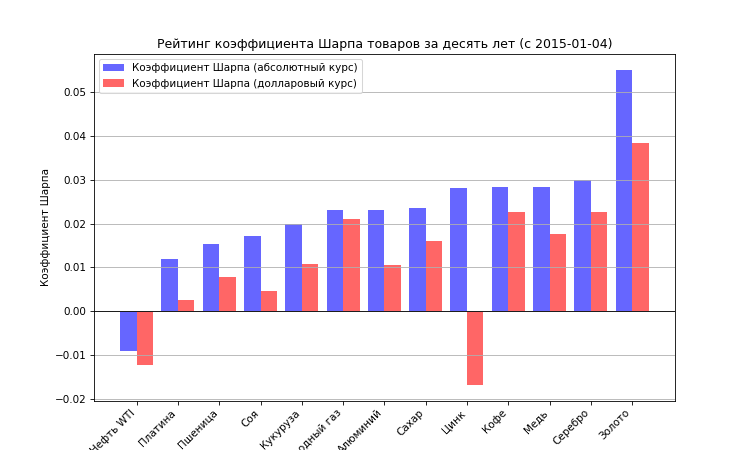 Рейтинг коэффициента Шарпа товаров за десять лет (с 2015-01-04)
Коэффициент Шарпа (абсолютный курс)
Коэффициент Шарпа (долларовый курс)
Коэффициент Шарпа
0.05
0.04
0.03
0.02
0.01
0.00
−0.01
−0.02
Нефть WTI
Платина
Пшеница
Соя
Кукуруза
одный газ
Алюминий
Сахар
Цинк
Кофе
Медь
Серебро
Золото